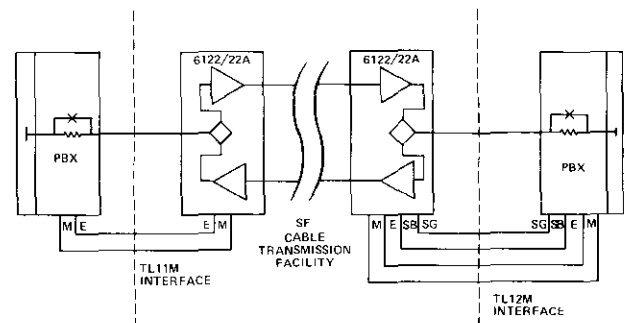 6122/22A
6122/22A
PBX
PBX
M E
E M
SF
CABLE
TRANSMISSION
FACILITY
M E SB SG
SG SB E M
TL11M
INTERFACE
TL12M
INTERFACE